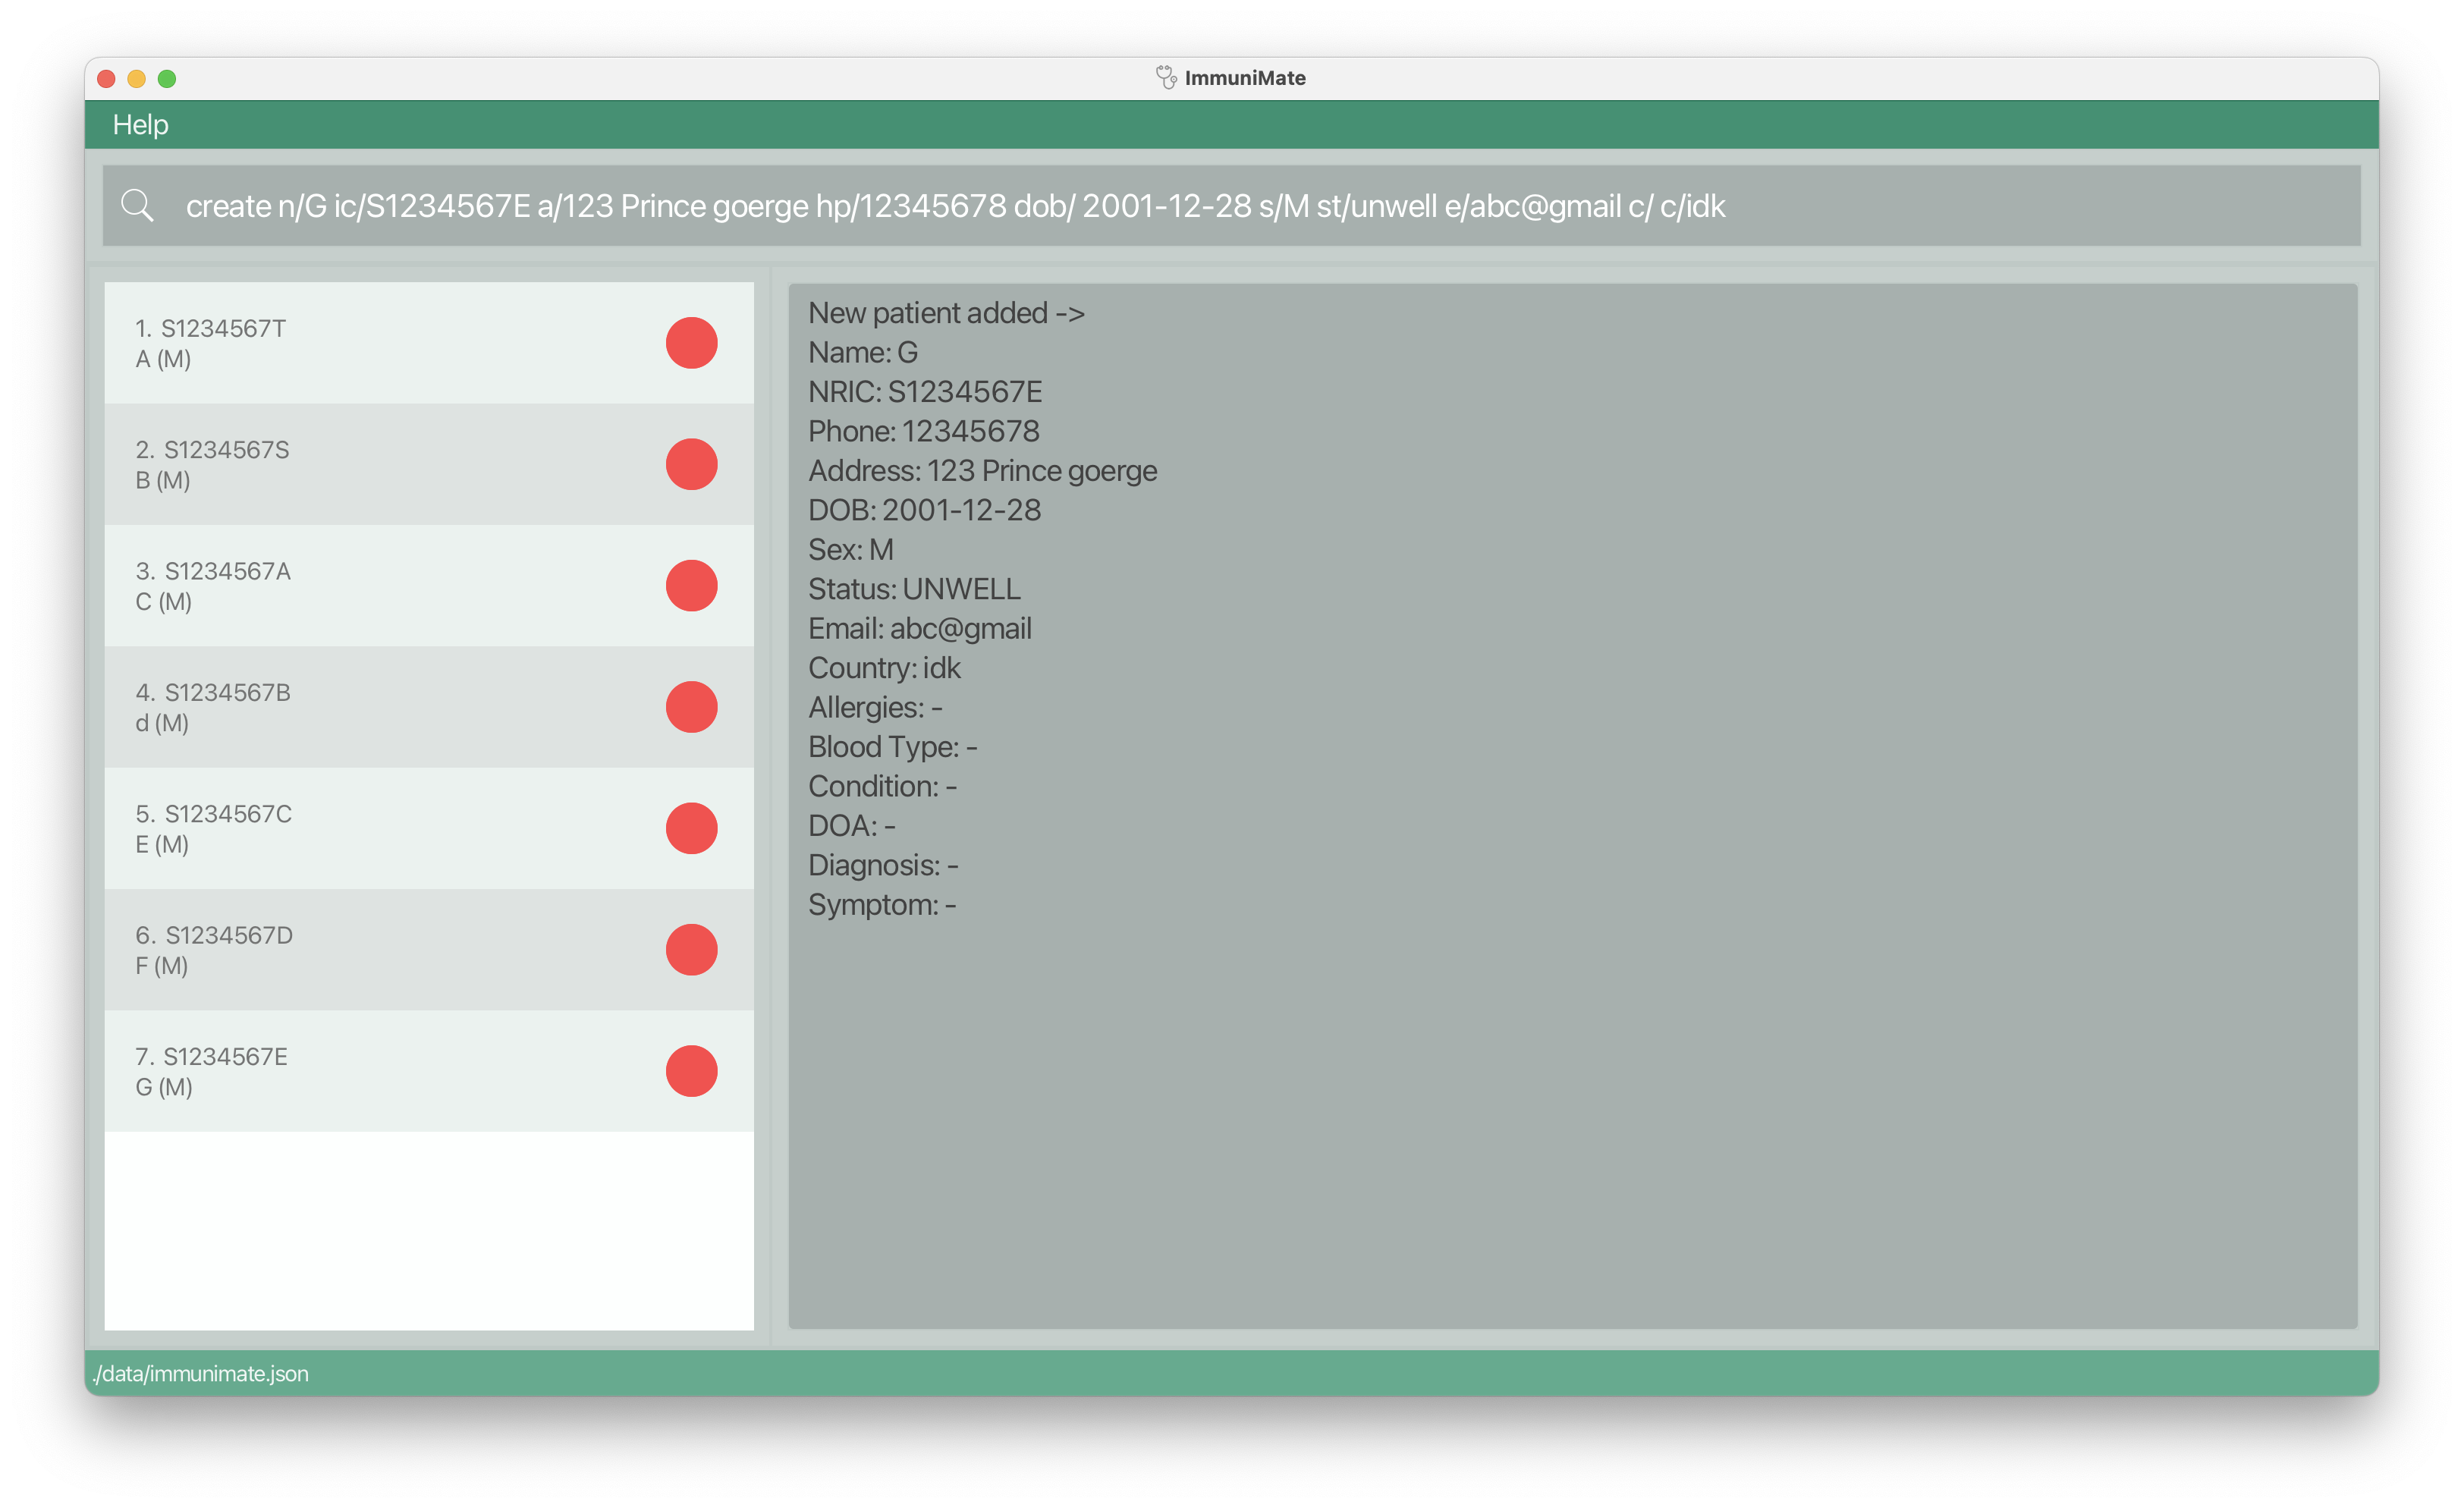 ImmuniMate
Help
create n/G ic/S1234567E a/123 Prince goerge hp/12345678 dob/ 2001-12-28 s/M st/unwell e/abc@gmail c/ c/idk
1. S1234567T
A (M)
2. S1234567S
B (M)
3. S1234567A
C (M)
4. S1234567B
d (M)
5. S1234567C
E (M)
6. S1234567D
F (M)
7. S1234567E
G (M)
New patient added ->
Name: G
NRIC: S1234567E
Phone: 12345678
Address: 123 Prince goerge
DOB: 2001-12-28
Sex: M
Status: UNWELL
Email: abc@gmail
Country: idk
Allergies: -
Blood Type: -
Condition: -
DOA: -
Diagnosis: -
Symptom: -
./data/immunimate.json